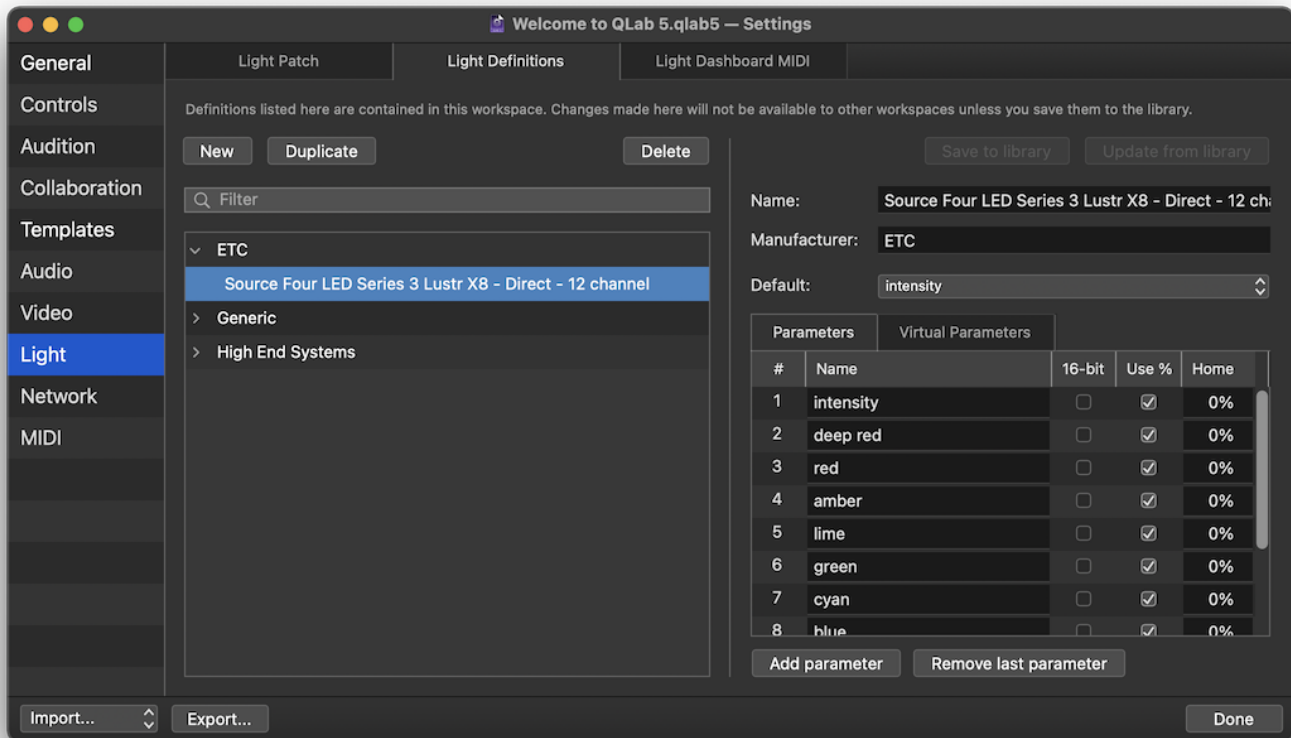 Welcome to QLab 5.qlab5 — Settings
General
Controls
Audition
Collaboration
Templates
Audio
Video
Light
Network
MIDI
Light Patch Light Definitions Light Dashboard MIDI
Definitions listed here are contained in this workspace. Changes made here will not be available to other workspaces unless you save them to the library.
New Duplicate Delete
Filter
ETC
Source Four LED Series 3 Lustr X8 - Direct - 12 channel
Generic
High End Systems
Save to library Update from library
Name: Source Four LED Series 3 Lustr X8 - Direct - 12 cha
Manufacturer: ETC
Default: intensity
Parameters Virtual Parameters
# Name 16-bit Use % Home
1 intensity 0%
2 deep red 0%
3 red 0%
4 amber 0%
5 lime 0%
6 green 0%
7 cyan 0%
8 blue 0%
Add parameter Remove last parameter
Import... Export... Done